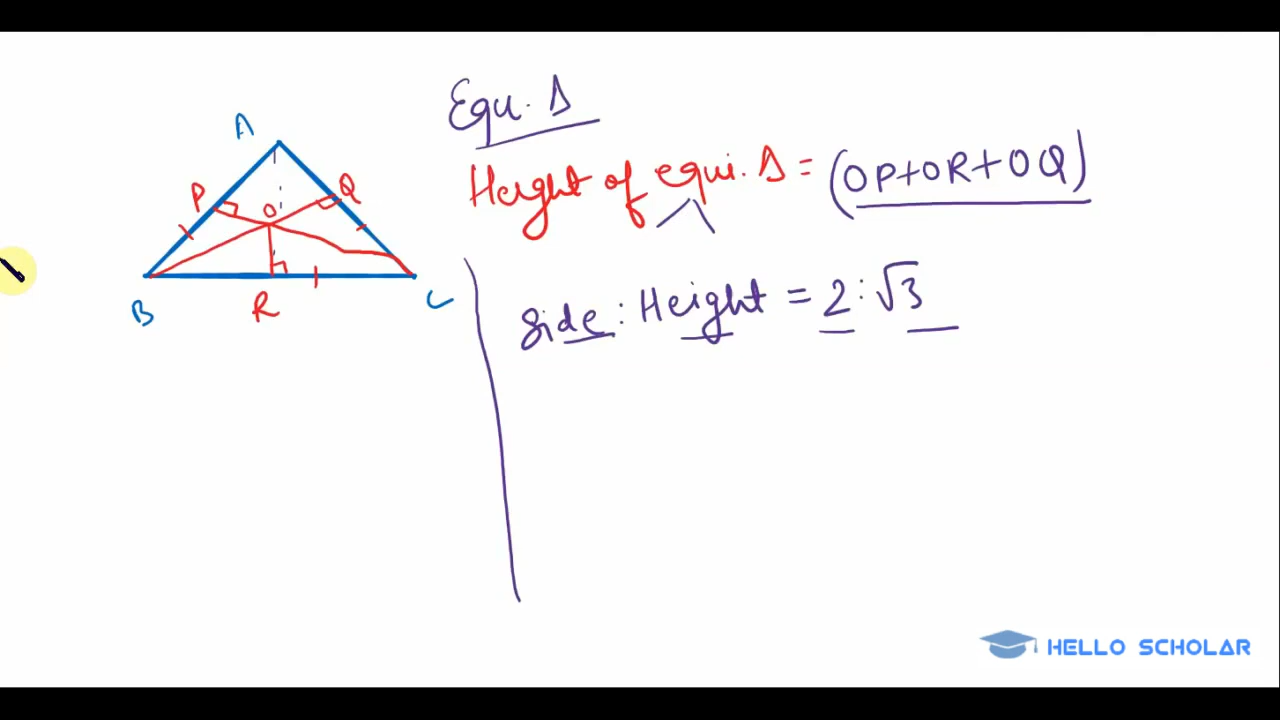 Equ. Δ
A
Height of equi. Δ = (OP+OR+OQ)
P
Q
O
B
R
C
Side : Height = 2 : √3
HELLO SCHOLAR